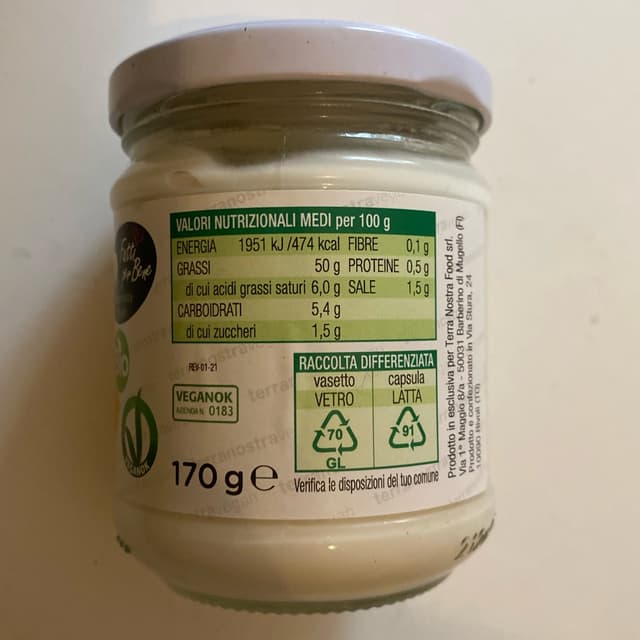 Fatti
per Bene
VALORI NUTRIZIONALI MEDI per 100 g
ENERGIA 1951 kJ /474 kcal FIBRE 0,1 g
GRASSI 50 g PROTEINE 0,5 g
di cui acidi grassi saturi 6,0 g SALE 1,5 g
CARBOIDRATI 5,4 g
di cui zuccheri 1,5 g
REV-01-21
VEGANOK
AZIENDA N. 0183
VEGANOK
170 g e
RACCOLTA DIFFERENZIATA
vasetto capsula
VETRO LATTA
70 91
GL
Verifica le disposizioni del tuo comune
Prodotto in esclusiva per Terra Nostra Food srl.
Via 1° Maggio 8/a - 50031 Barberino di Mugello (FI)
Prodotto e confezionato in Via Stura, 24
10090 Rivoli (TO)